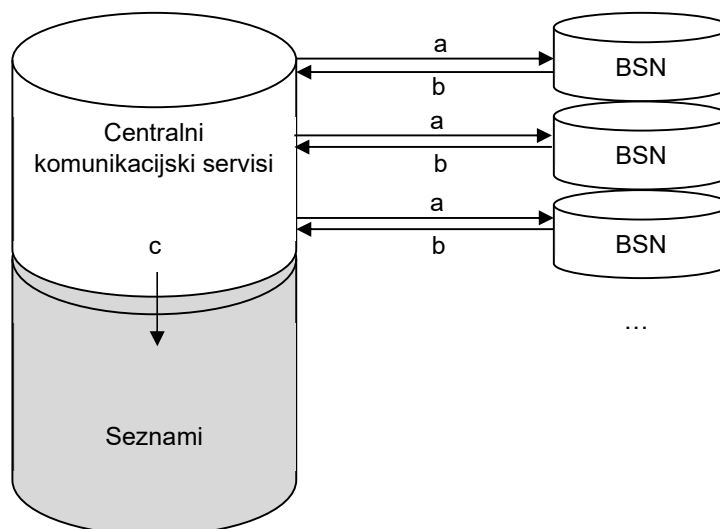 a
BSN
b
Centralni
komunikacijski servisi
a
BSN
b
a
BSN
b
c
...
Seznami